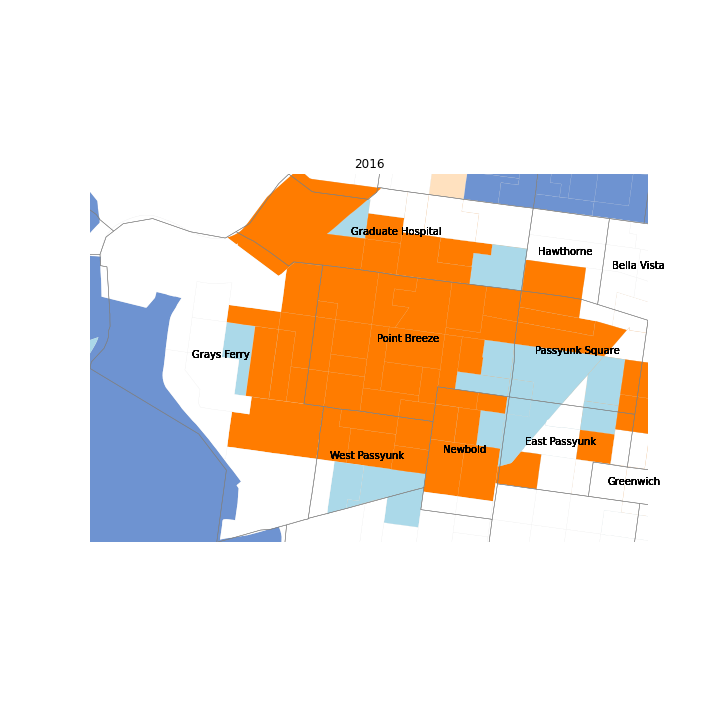 2016
Graduate Hospital
Hawthorne
Bella Vista
Point Breeze
Passyunk Square
Grays Ferry
East Passyunk
Newbold
West Passyunk
Greenwich